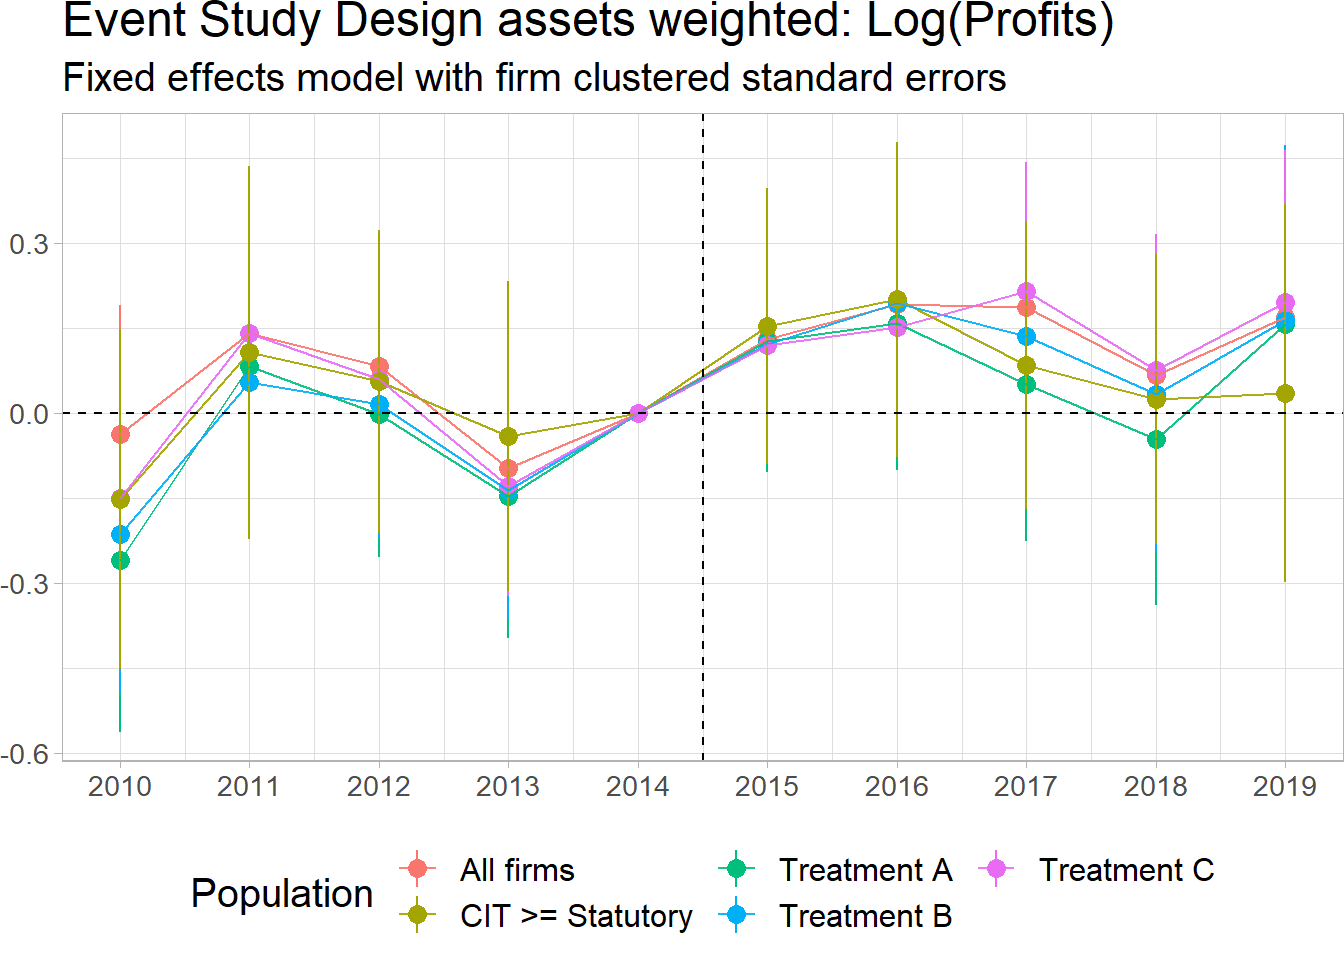 Event Study Design assets weighted: Log(Profits)
Fixed effects model with firm clustered standard errors
0.3
0.0
-0.3
-0.6
2010 2011 2012 2013 2014 2015 2016 2017 2018 2019
Population
All firms Treatment A Treatment C
CIT >= Statutory Treatment B